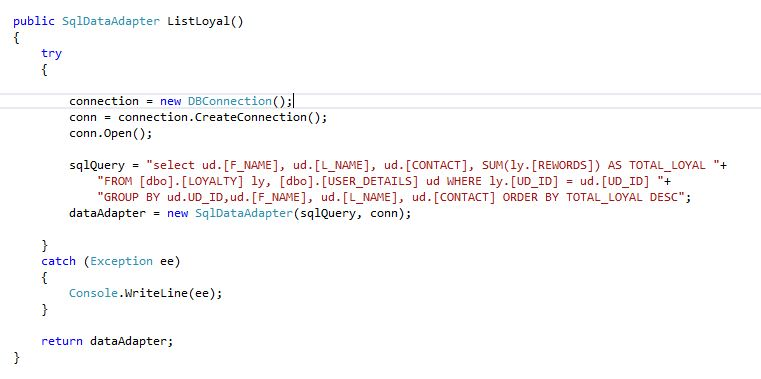 public SqlDataAdapter ListLoyal()
{
try
{
connection = new DBConnection();
conn = connection.CreateConnection();
conn.Open();
sqlQuery = "select ud.[F_NAME], ud.[L_NAME], ud.[CONTACT], SUM(ly.[REWORDS]) AS TOTAL_LOYAL "+
"FROM [dbo].[LOYALTY] ly, [dbo].[USER_DETAILS] ud WHERE ly.[UD_ID] = ud.[UD_ID] "+
"GROUP BY ud.UD_ID,ud.[F_NAME], ud.[L_NAME], ud.[CONTACT] ORDER BY TOTAL_LOYAL DESC";
dataAdapter = new SqlDataAdapter(sqlQuery, conn);
}
catch (Exception ee)
{
Console.WriteLine(ee);
}
return dataAdapter;
}